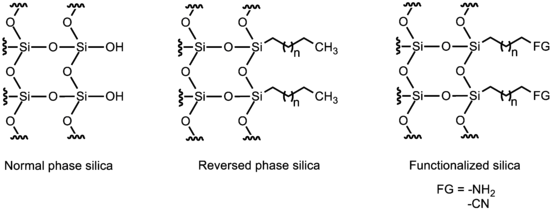 O O O O O O
Si O Si OH Si O Si n CH3 Si O Si n FG
O O O O O O
Si O Si OH Si O Si n CH3 Si O Si n FG
O O O O O O
Normal phase silica Reversed phase silica Functionalized silica
FG = -NH2
-CN